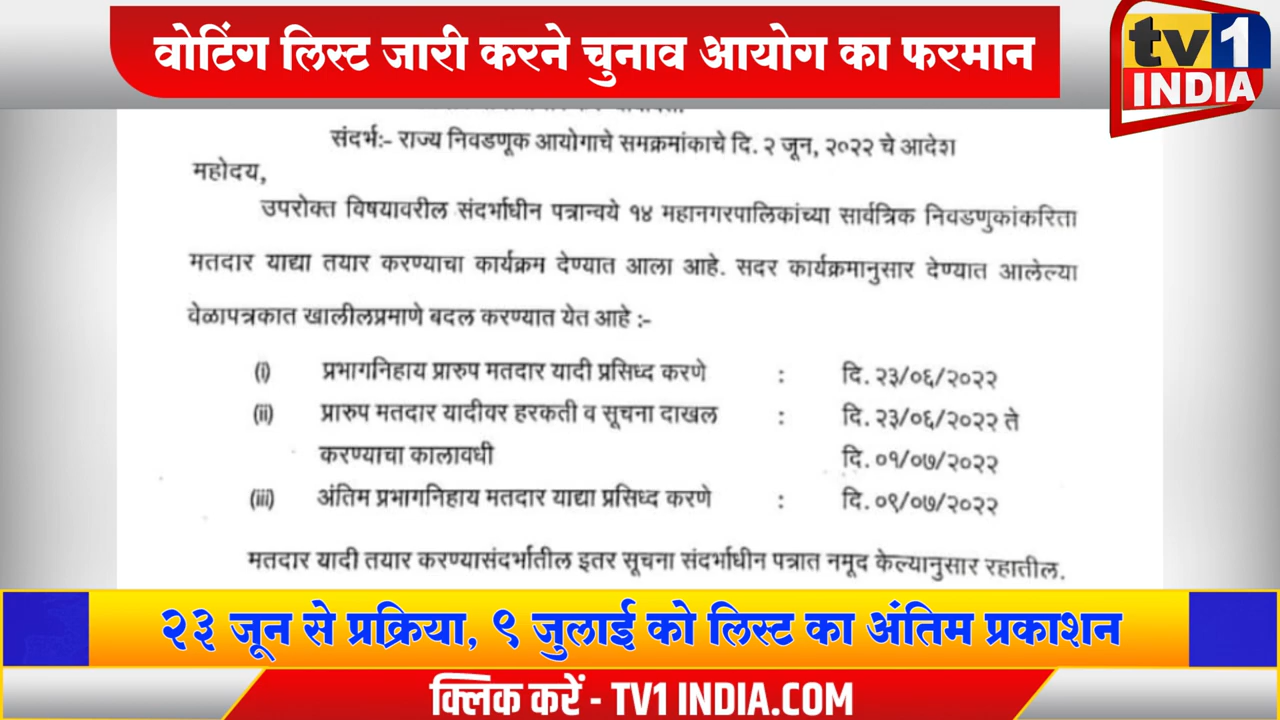 वोटिंग लिस्ट जारी करने चुनाव आयोग का फरमान
tv1
INDIA
संदर्भ:- राज्य निवडणूक आयोगाचे समक्रमांकाचे दि. २ जून, २०२२ चे आदेश
महोदय,
उपरोक्त विषयावरील संदर्भाधीन पत्रान्वये १४ महानगरपालिकांच्या सार्वत्रिक निवडणुकांकरिता
मतदार याद्या तयार करण्याचा कार्यक्रम देण्यात आला आहे. सदर कार्यक्रमानुसार देण्यात आलेल्या
वेळापत्रकात खालीलप्रमाणे बदल करण्यात येत आहे :-
(i) प्रभागनिहाय प्रारुप मतदार यादी प्रसिध्द करणे : दि. २३/०६/२०२२
(ii) प्रारुप मतदार यादीवर हरकती व सूचना दाखल : दि. २३/०६/२०२२ ते
करण्याचा कालावधी दि. ०१/०७/२०२२
(iii) अंतिम प्रभागनिहाय मतदार याद्या प्रसिध्द करणे : दि. ०९/०७/२०२२
मतदार यादी तयार करण्यासंदर्भातील इतर सूचना संदर्भाधीन पत्रात नमूद केल्यानुसार रहातील.
२३ जून से प्रक्रिया, ९ जुलाई को लिस्ट का अंतिम प्रकाशन
क्लिक करें - TV1 INDIA.COM